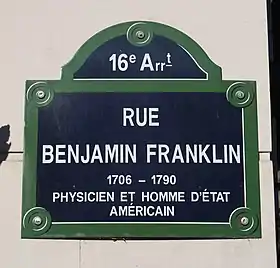 16e Arrt
RUE
BENJAMIN FRANKLIN
1706 – 1790
PHYSICIEN ET HOMME D'ÉTAT
AMÉRICAIN